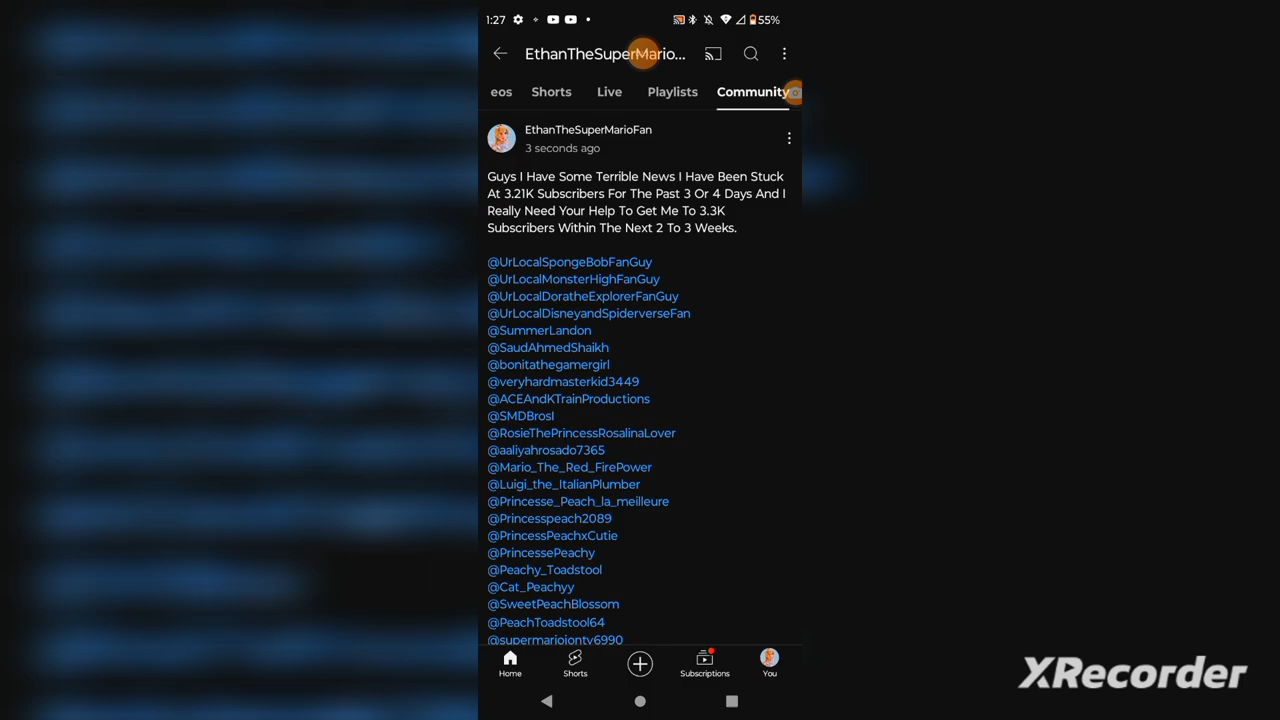 1:27
55%
EthanTheSuperMario...
eos Shorts Live Playlists Community
EthanTheSuperMarioFan
3 seconds ago
Guys I Have Some Terrible News I Have Been Stuck
At 3.21K Subscribers For The Past 3 Or 4 Days And I
Really Need Your Help To Get Me To 3.3K
Subscribers Within The Next 2 To 3 Weeks.
@UrLocalSpongeBobFanGuy
@UrLocalMonsterHighFanGuy
@UrLocalDoratheExplorerFanGuy
@UrLocalDisneyandSpiderverseFan
@SummerLandon
@SaudAhmedShaikh
@bonitathegamergirl
@veryhardmasterkid3449
@ACEAndKTrainProductions
@SMDBrosI
@RosieThePrincessRosalinaLover
@aaliyahrosado7365
@Mario_The_Red_FirePower
@Luigi_the_ItalianPlumber
@Princesse_Peach_la_meilleure
@Princesspeach2089
@PrincessPeachxCutie
@PrincessePeachy
@Peachy_Toadstool
@Cat_Peachyy
@SweetPeachBlossom
@PeachToadstool64
@supermariojontv6990
Home Shorts Subscriptions You
XRecorder